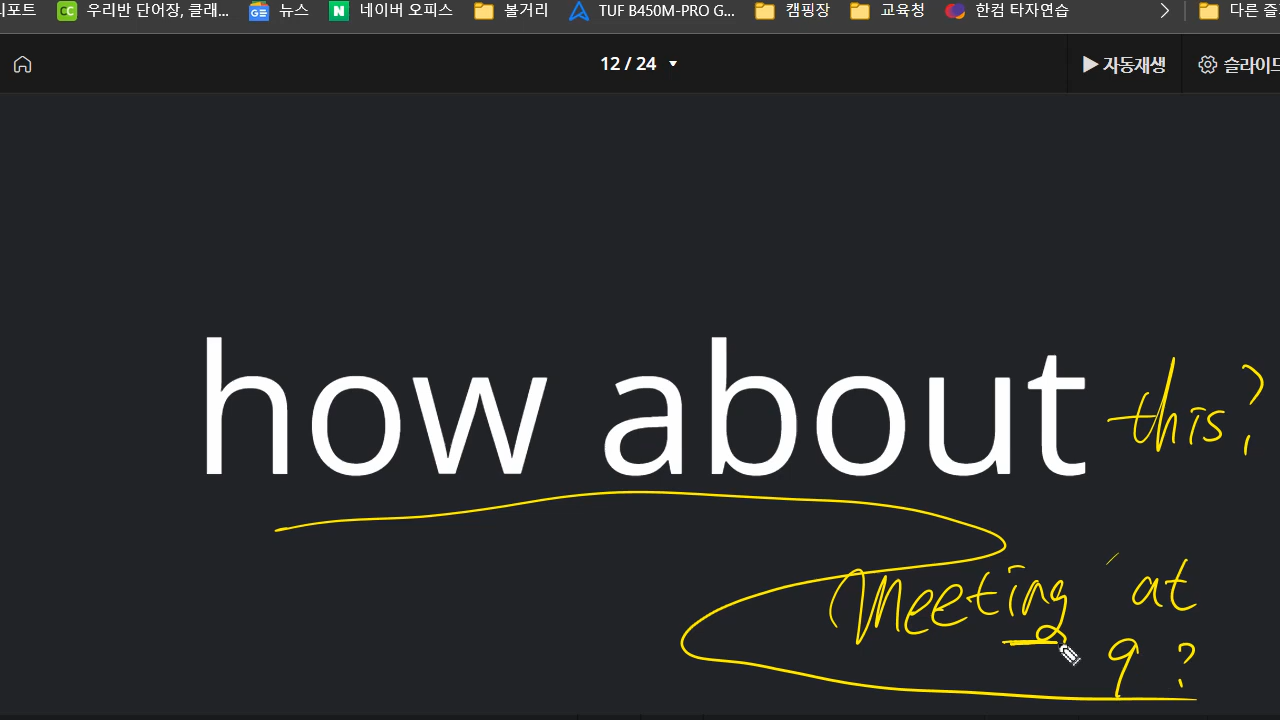 리포트 우리반 단어장, 클래... 뉴스 네이버 오피스 볼거리 TUF B450M-PRO G... 캠핑장 교육청 한컴 타자연습 다른 즐
12 / 24 자동재생 슬라이드
how about this?
Meeting at
9 ?